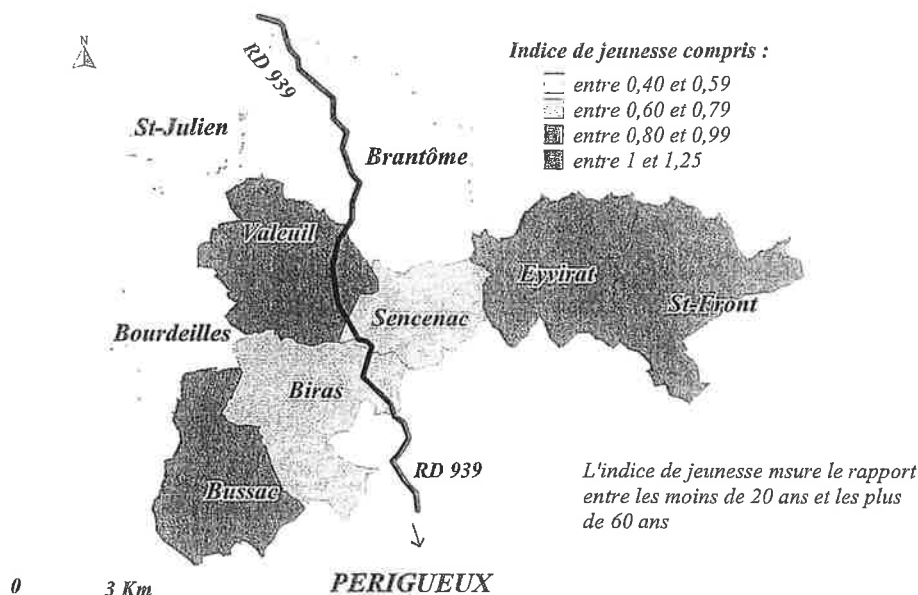 N
RD 939
Indice de jeunesse compris :
entre 0,40 et 0,59
entre 0,60 et 0,79
entre 0,80 et 0,99
entre 1 et 1,25
St-Julien
Brantôme
Valeuil
Eyvirat
St-Front
Sencenac
Bourdeilles
Biras
RD 939
Bussac
L'indice de jeunesse msure le rapport
entre les moins de 20 ans et les plus
de 60 ans
0 3 Km
PERIGUEUX